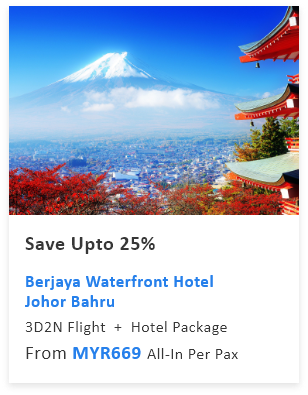 Save Upto 25%
Berjaya Waterfront Hotel
Johor Bahru
3D2N Flight + Hotel Package
From MYR669 All-In Per Pax